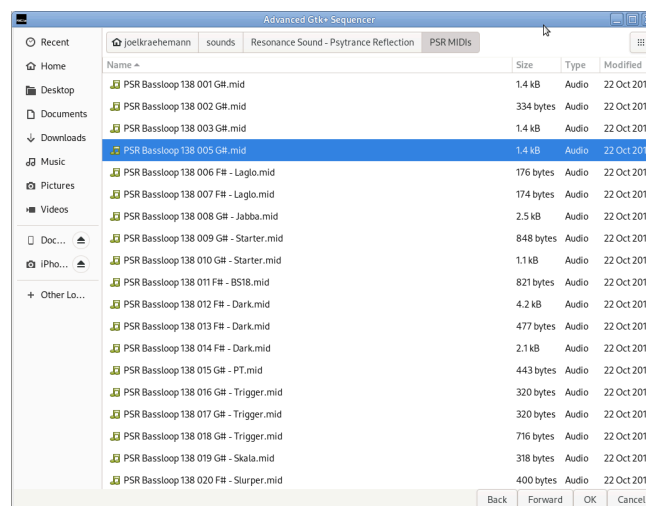 Advanced Gtk+ Sequencer
Recent
joelkraehemann sounds Resonance Sound - Psytrance Reflection PSR MIDIs
Home
Name Size Type Modified
Desktop
PSR Bassloop 138 001 G#.mid 1.4 kB Audio 22 Oct 201
PSR Bassloop 138 002 G#.mid 334 bytes Audio 22 Oct 201
Documents
PSR Bassloop 138 003 G#.mid 1.4 kB Audio 22 Oct 201
Downloads
PSR Bassloop 138 005 G#.mid 1.4 kB Audio 22 Oct 201
Music
PSR Bassloop 138 006 F# - Laglo.mid 176 bytes Audio 22 Oct 201
Pictures
PSR Bassloop 138 007 F# - Laglo.mid 174 bytes Audio 22 Oct 201
Videos
PSR Bassloop 138 008 G# - Jabba.mid 2.5 kB Audio 22 Oct 201
Doc...
PSR Bassloop 138 009 G# - Starter.mid 848 bytes Audio 22 Oct 201
iPho...
PSR Bassloop 138 010 G# - Starter.mid 1.1 kB Audio 22 Oct 201
PSR Bassloop 138 011 F# - BS18.mid 821 bytes Audio 22 Oct 201
+ Other Lo...
PSR Bassloop 138 012 F# - Dark.mid 4.2 kB Audio 22 Oct 201
PSR Bassloop 138 013 F# - Dark.mid 477 bytes Audio 22 Oct 201
PSR Bassloop 138 014 F# - Dark.mid 2.1 kB Audio 22 Oct 201
PSR Bassloop 138 015 G# - PT.mid 443 bytes Audio 22 Oct 201
PSR Bassloop 138 016 G# - Trigger.mid 320 bytes Audio 22 Oct 201
PSR Bassloop 138 017 G# - Trigger.mid 320 bytes Audio 22 Oct 201
PSR Bassloop 138 018 G# - Trigger.mid 716 bytes Audio 22 Oct 201
PSR Bassloop 138 019 G# - Skala.mid 318 bytes Audio 22 Oct 201
PSR Bassloop 138 020 F# - Slurper.mid 400 bytes Audio 22 Oct 201
Back Forward OK Cancel